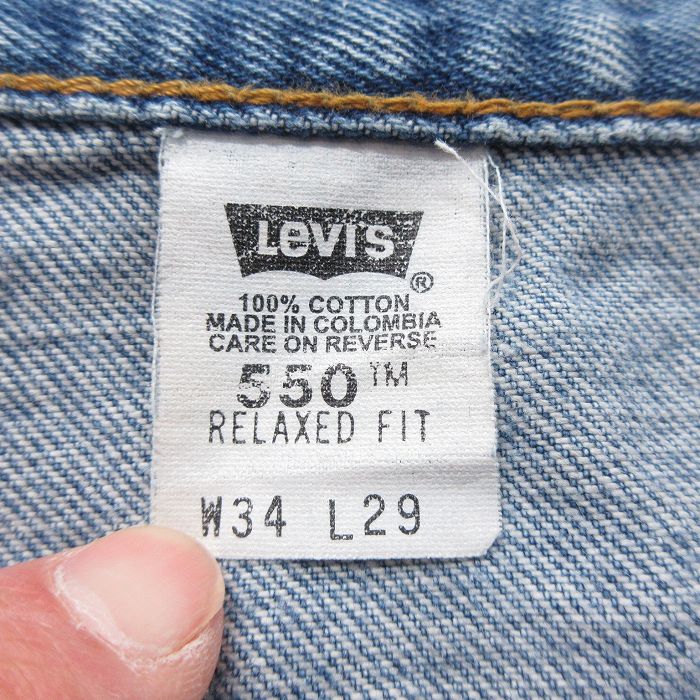 Levi's
®
100% COTTON
MADE IN COLOMBIA
CARE ON REVERSE
550™
RELAXED FIT
W34 L29